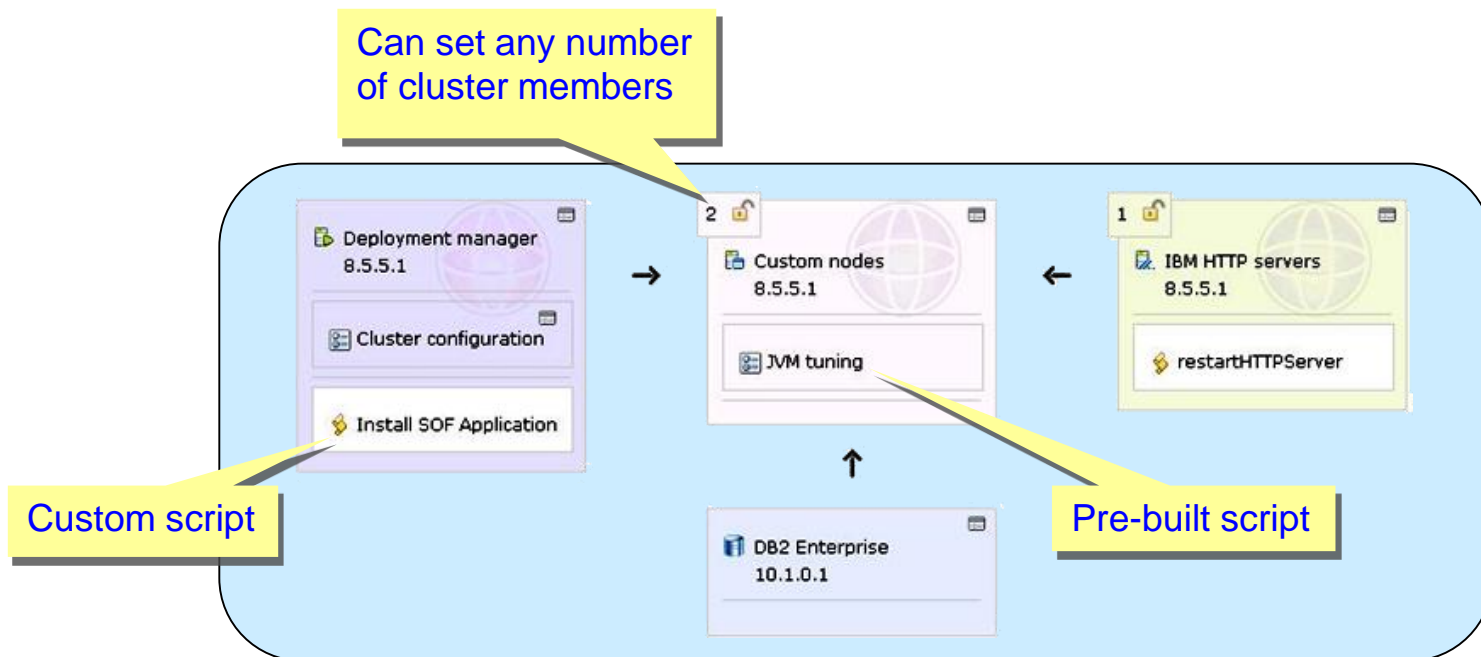 Can set any number
of cluster members
Deployment manager
8.5.5.1
Cluster configuration
Install SOF Application
2
Custom nodes
8.5.5.1
JVM tuning
1
IBM HTTP servers
8.5.5.1
restartHTTPServer
Custom script
Pre-built script
DB2 Enterprise
10.1.0.1